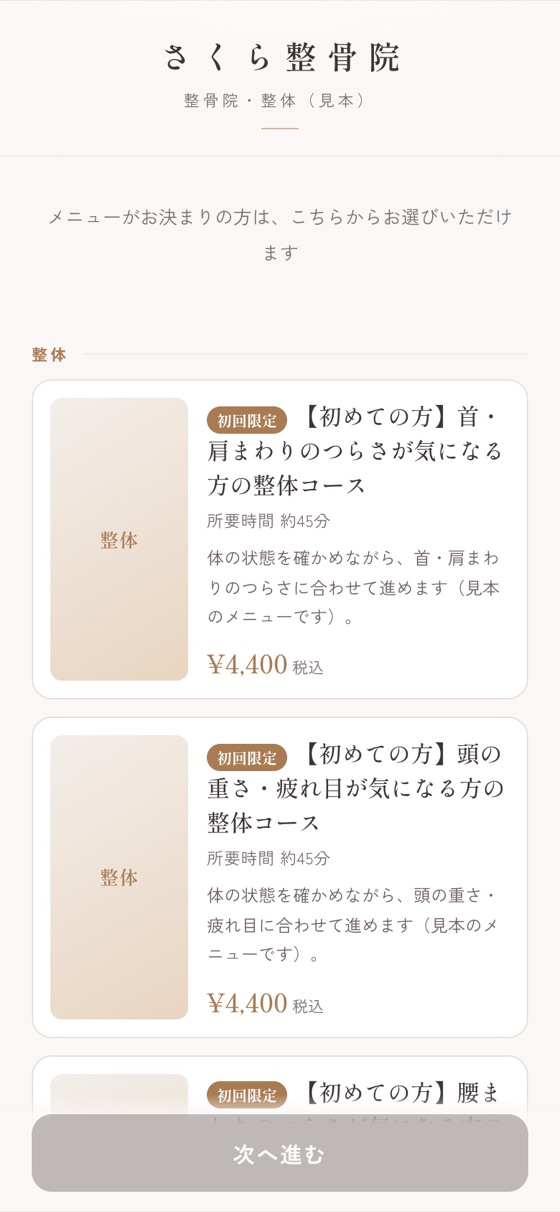 さくら整骨院
整骨院・整体（見本）
メニューがお決まりの方は、こちらからお選びいただけ
ます
整体
整体
初回限定 【初めての方】首・
肩まわりのつらさが気になる
方の整体コース
所要時間 約45分
体の状態を確かめながら、首・肩まわ
りのつらさに合わせて進めます（見本
のメニューです）。
¥4,400 税込
整体
初回限定 【初めての方】頭の
重さ・疲れ目が気になる方の
整体コース
所要時間 約45分
体の状態を確かめながら、頭の重さ・
疲れ目に合わせて進めます（見本のメ
ニューです）。
¥4,400 税込
初回限定 【初めての方】腰ま
次へ進む